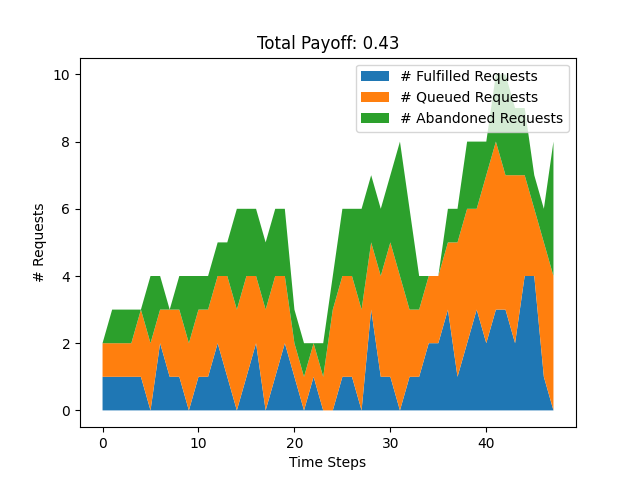 Total Payoff: 0.43
# Fulfilled Requests
# Queued Requests
# Abandoned Requests
10
8
6
4
2
0
# Requests
0 10 20 30 40
Time Steps